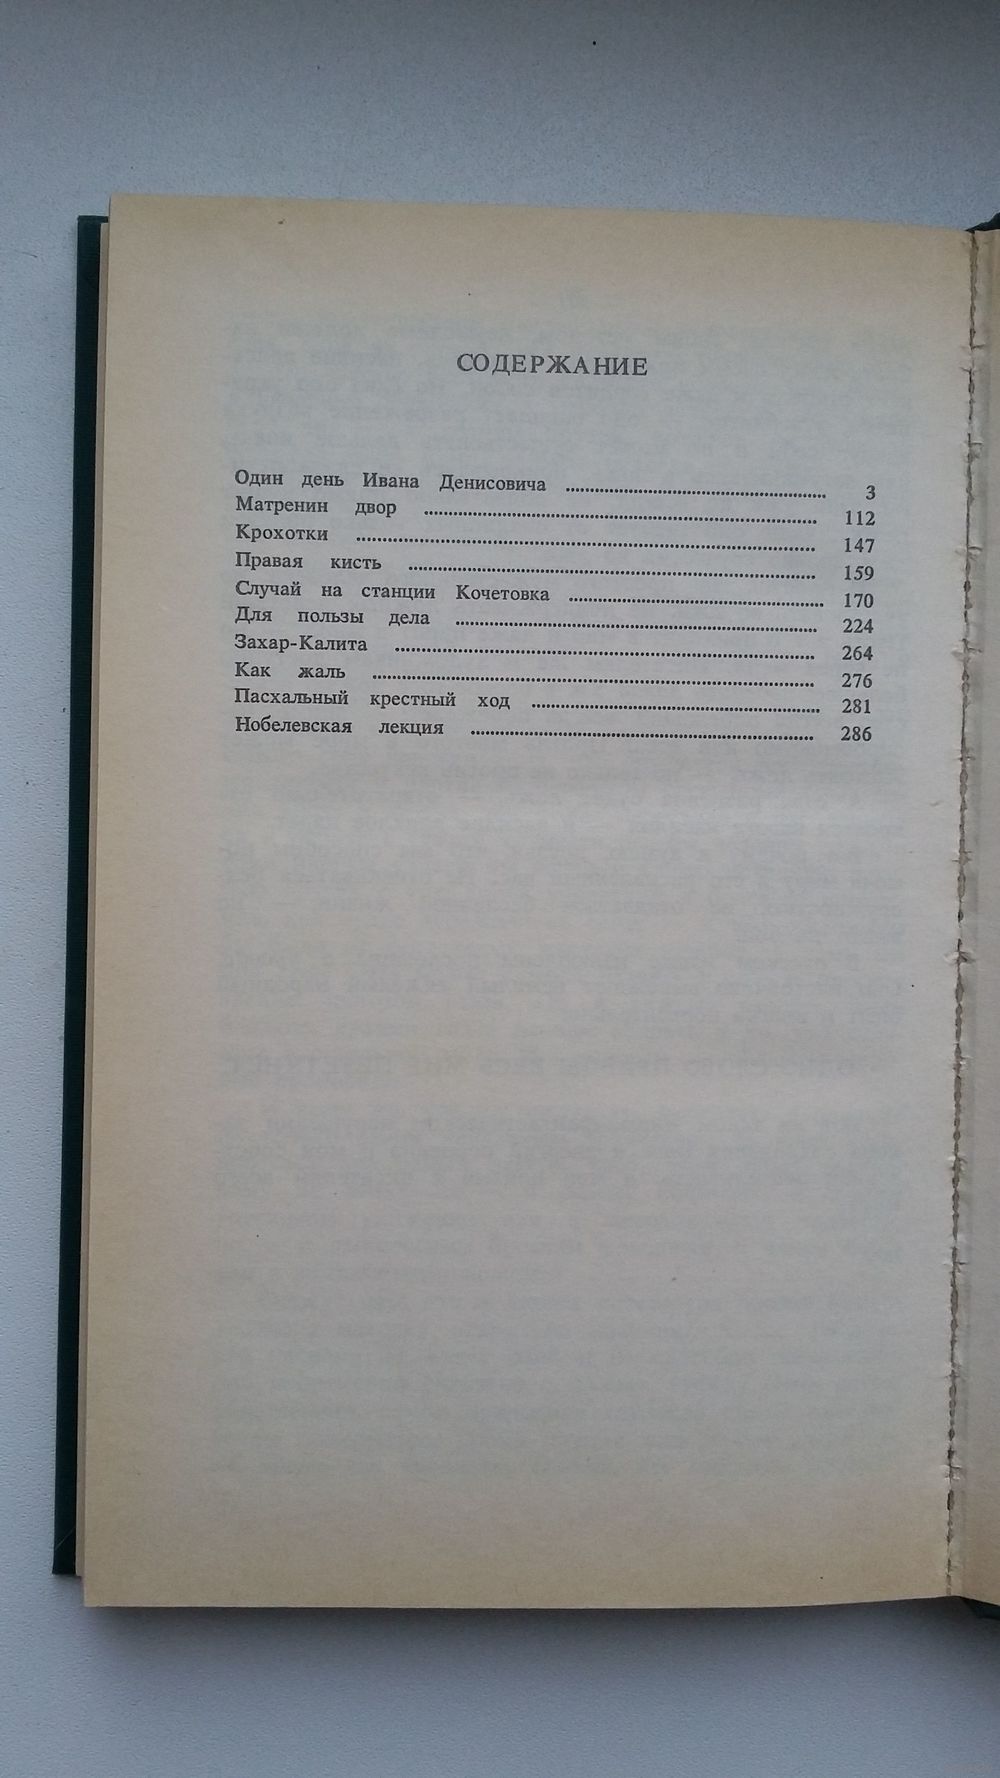 СОДЕРЖАНИЕ
Один день Ивана Денисовича ........ 3
Матренин двор ........ 112
Крохотки ........ 147
Правая кисть ........ 159
Случай на станции Кочетовка ........ 170
Для пользы дела ........ 224
Захар-Калита ........ 264
Как жаль ........ 276
Пасхальный крестный ход ........ 281
Нобелевская лекция ........ 286